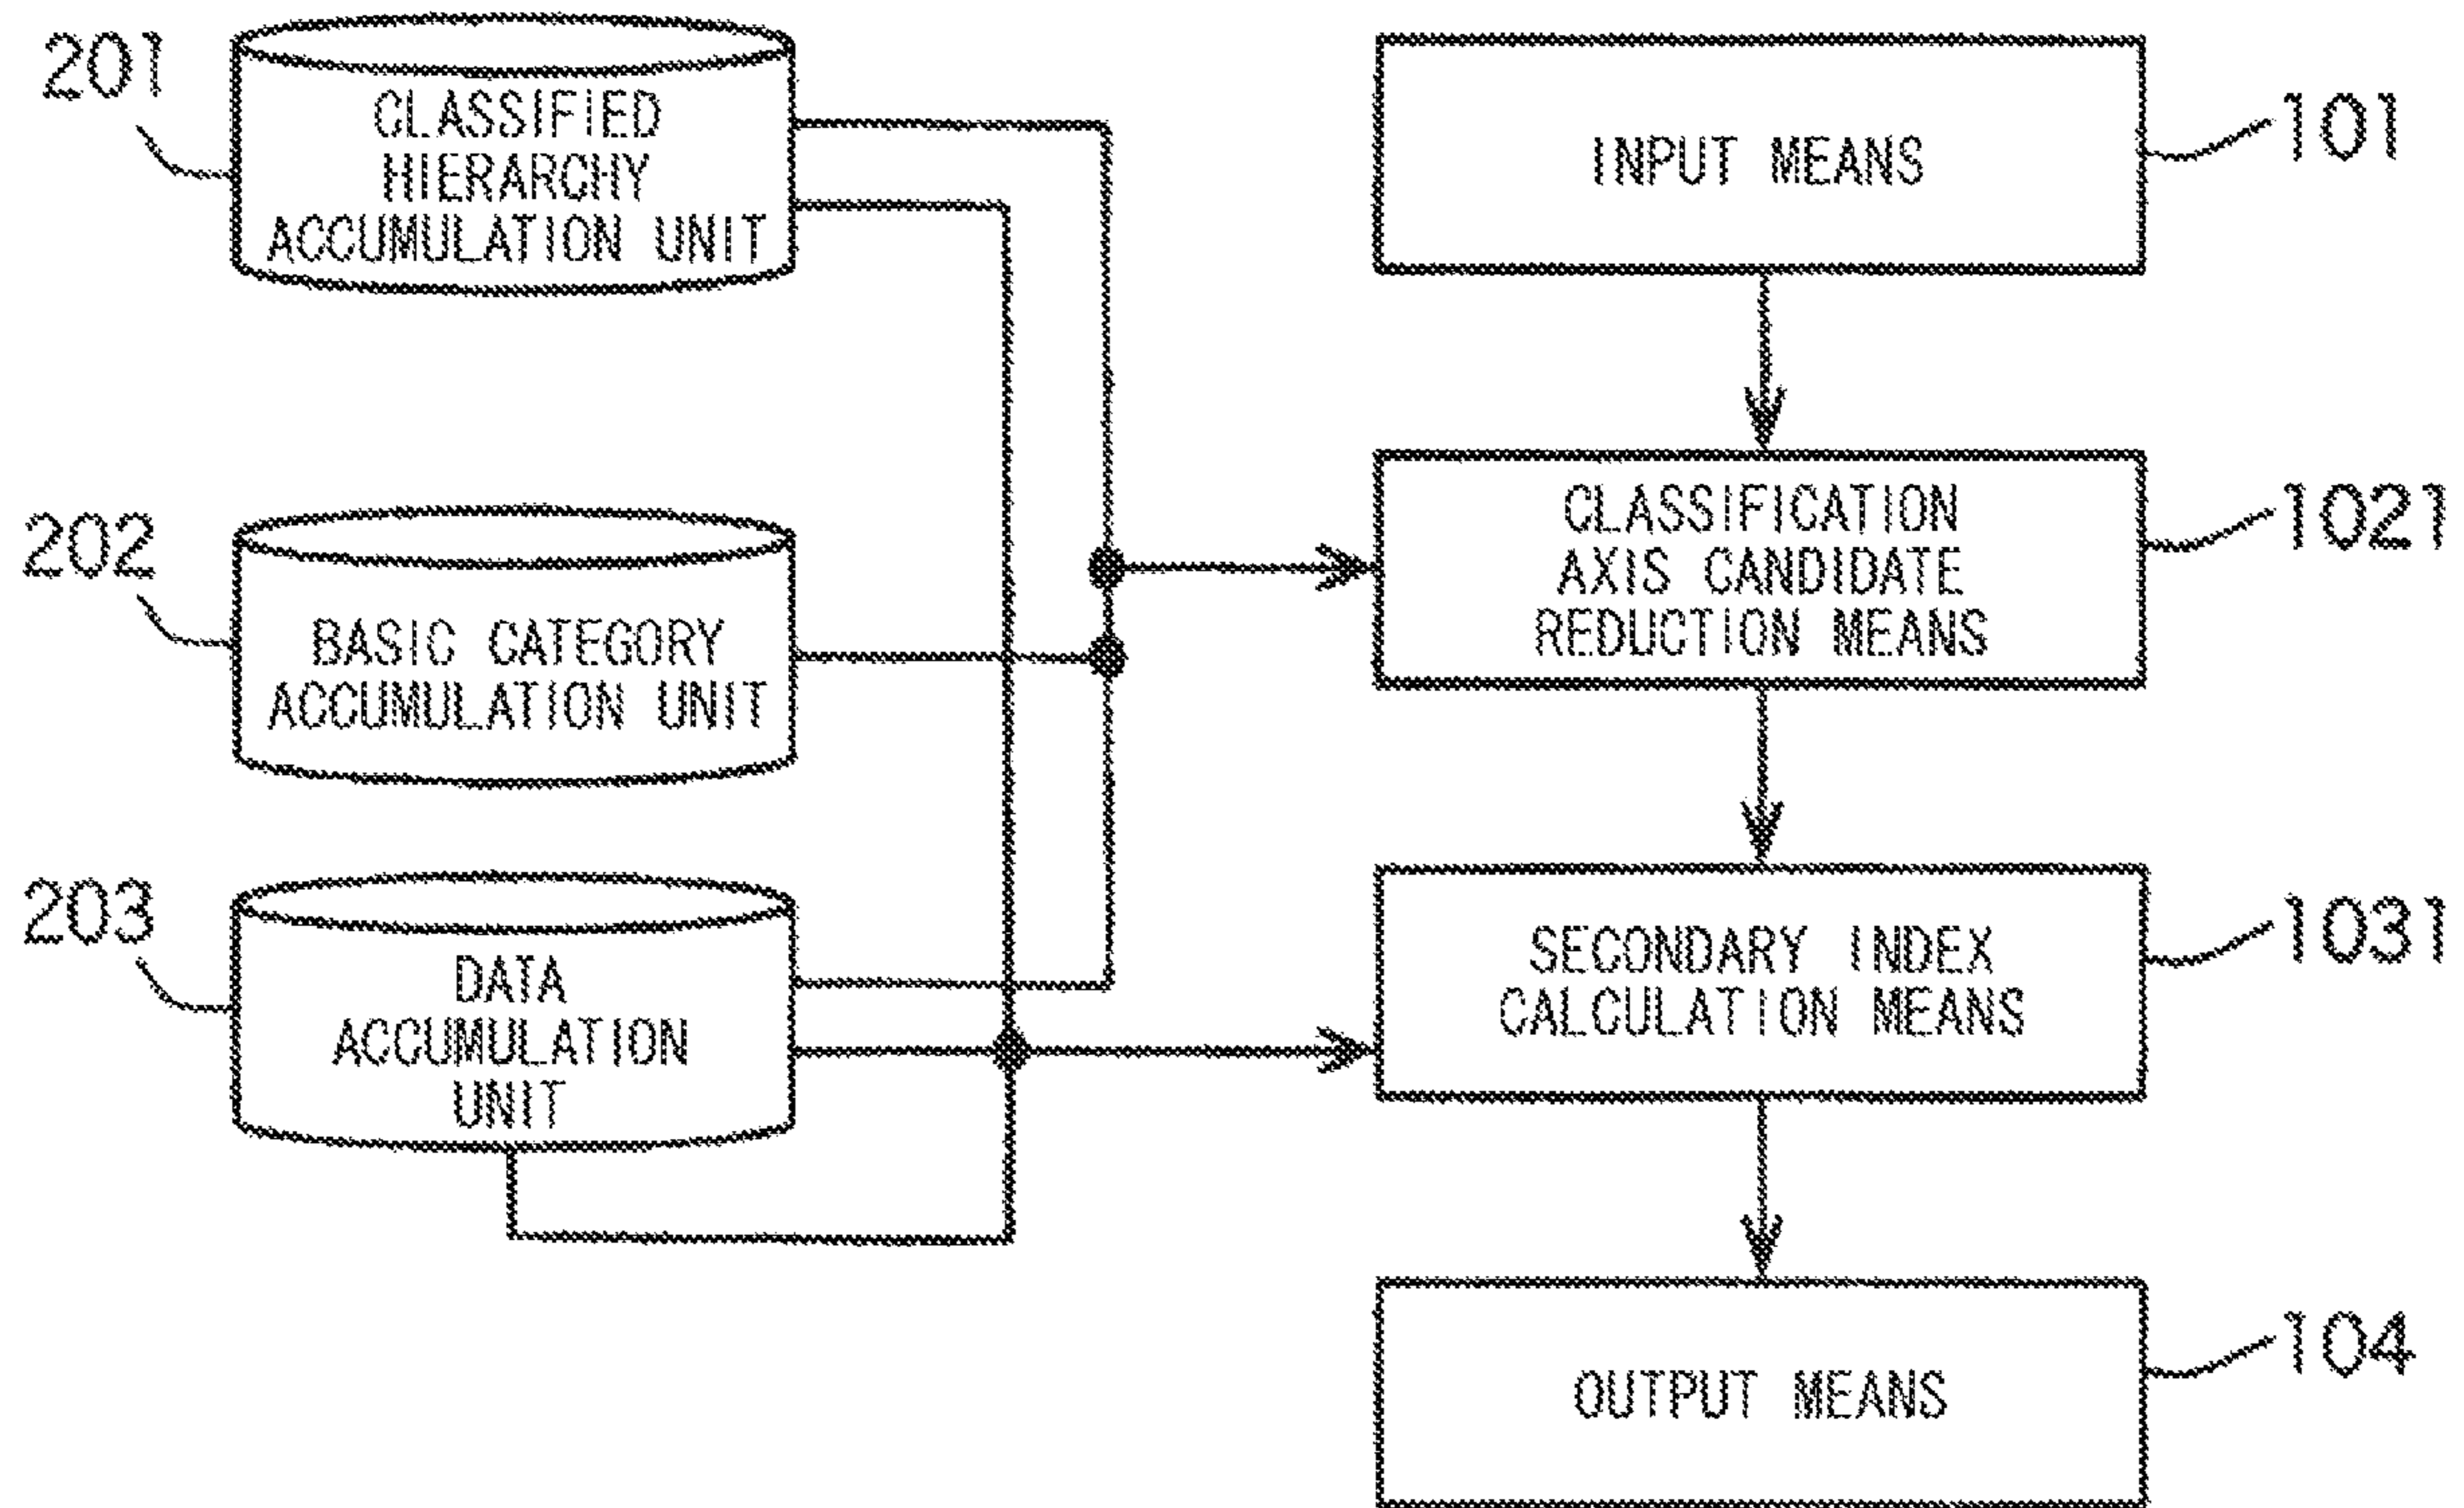 201
CLASSIFIED
HIERARCHY
ACCUMULATION UNIT
INPUT MEANS
101
202
BASIC CATEGORY
ACCUMULATION UNIT
CLASSIFICATION
AXIS CANDIDATE
REDUCTION MEANS
1021
203
DATA
ACCUMULATION
UNIT
SECONDARY INDEX
CALCULATION MEANS
1031
OUTPUT MEANS
104